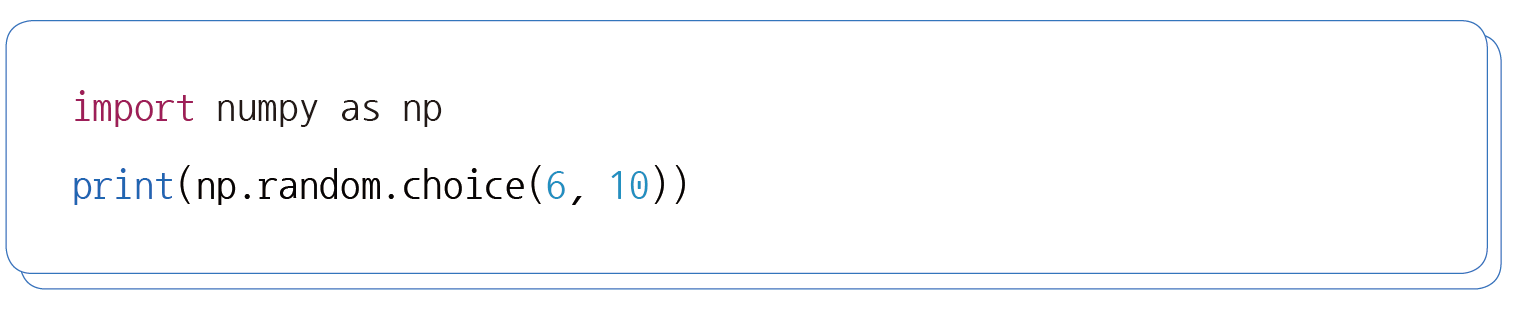 import numpy as np
print(np.random.choice(6, 10))